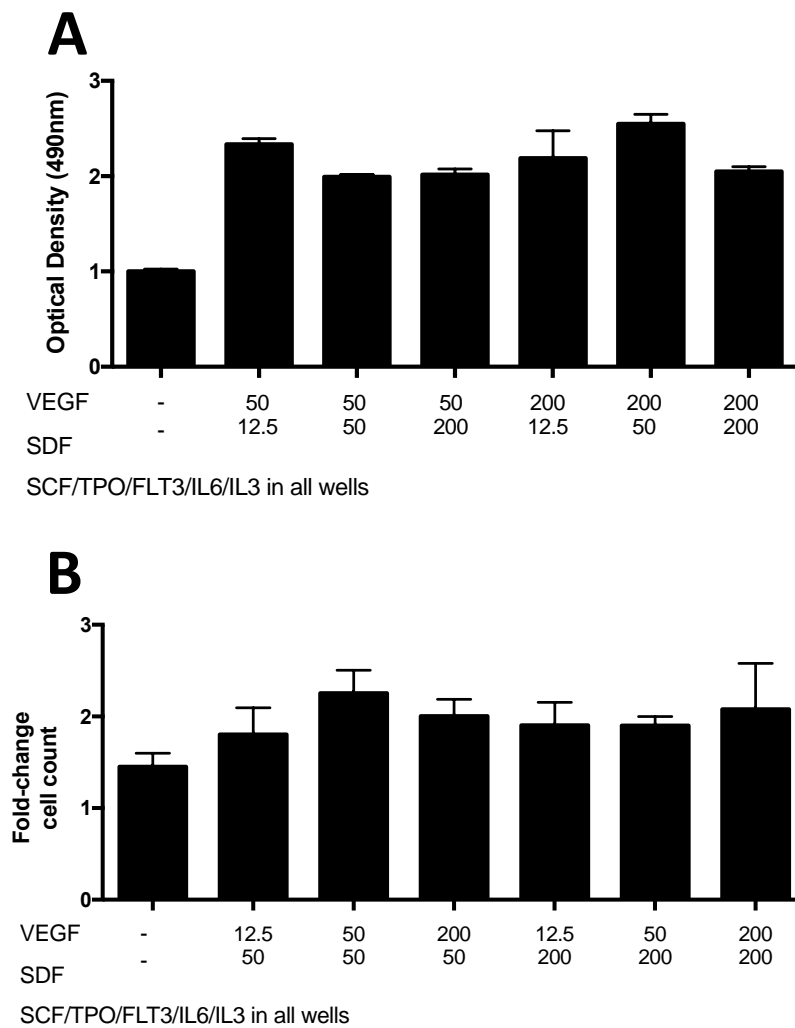 A
3
2
1
0
Optical Density (490nm)
VEGF - 50 50 50 200 200 200
SDF - 12.5 50 200 12.5 50 200
SCF/TPO/FLT3/IL6/IL3 in all wells
B
3
2
1
0
Fold-change
cell count
VEGF - 12.5 50 200 12.5 50 200
SDF - 50 50 50 200 200 200
SCF/TPO/FLT3/IL6/IL3 in all wells